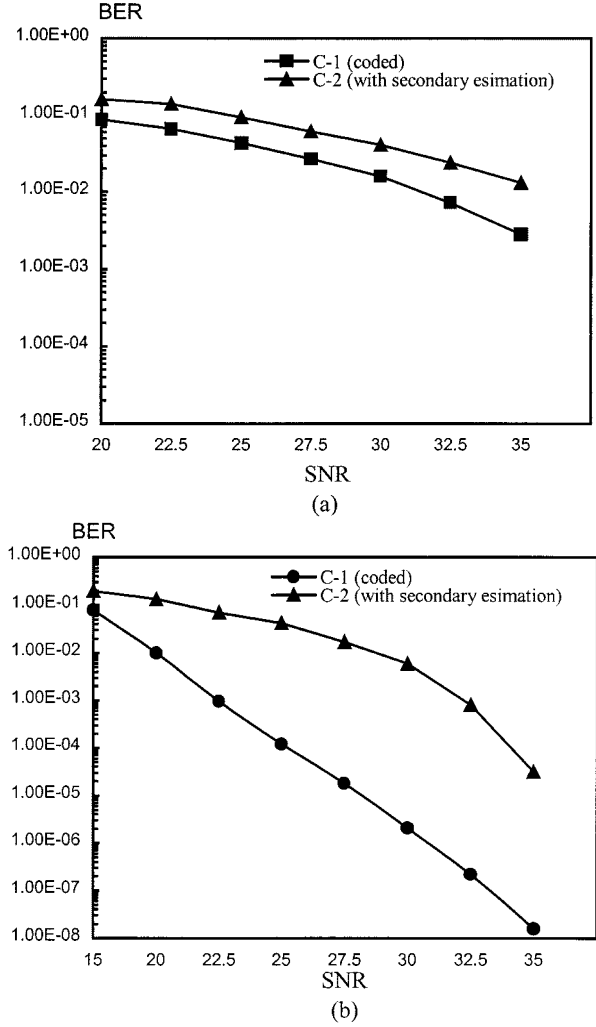 BER
1.00E+00
C-1 (coded)
C-2 (with secondary esimation)
1.00E-01
1.00E-02
1.00E-03
1.00E-04
1.00E-05
20 22.5 25 27.5 30 32.5 35
SNR
(a)
BER
1.00E+00
C-1 (coded)
C-2 (with secondary esimation)
1.00E-01
1.00E-02
1.00E-03
1.00E-04
1.00E-05
1.00E-06
1.00E-07
1.00E-08
15 20 22.5 25 27.5 30 32.5 35
SNR
(b)